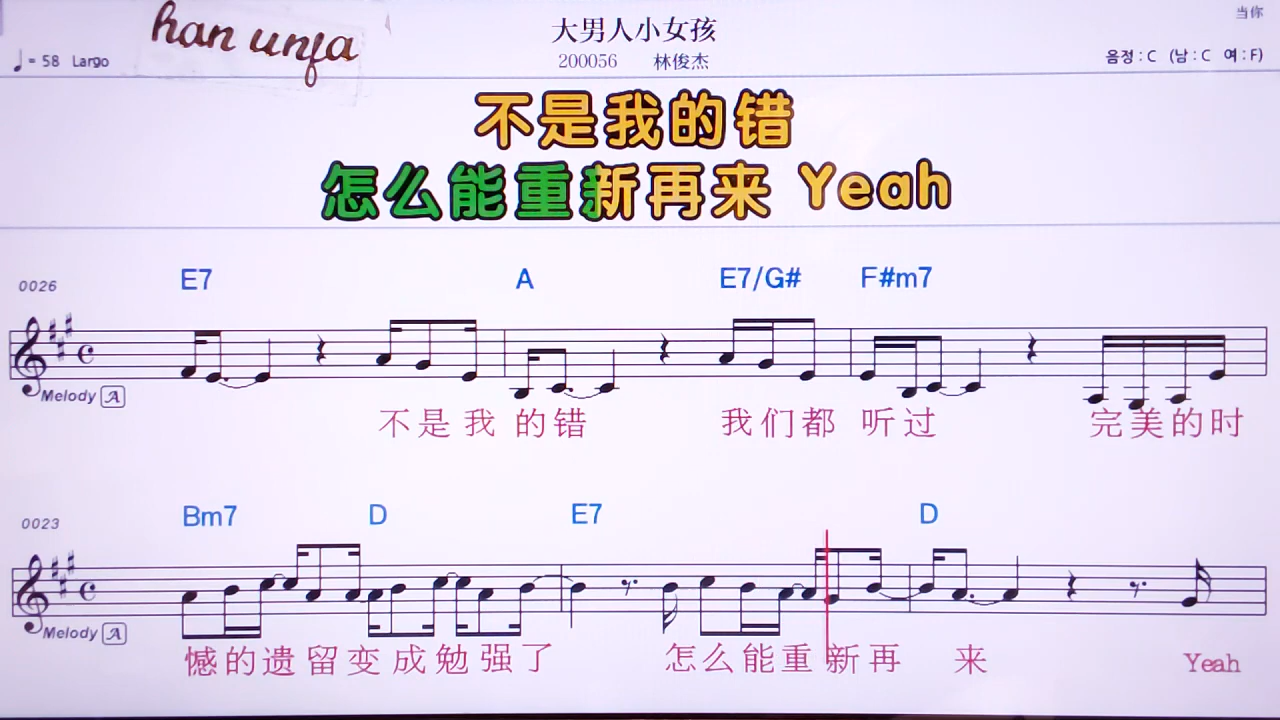 han unfa
当你
大男人小女孩
♩= 58 Largo
200056 林俊杰
음정 : C (남 : C 여 : F)
不是我的错
怎么能重新再来 Yeah
0026
E7 A E7/G# F#m7
Melody A
不是我的错 我们都听过 完美的时
0023
Bm7 D E7 D
Melody A
憾的遗留变成勉强了 怎么能重新再来 Yeah